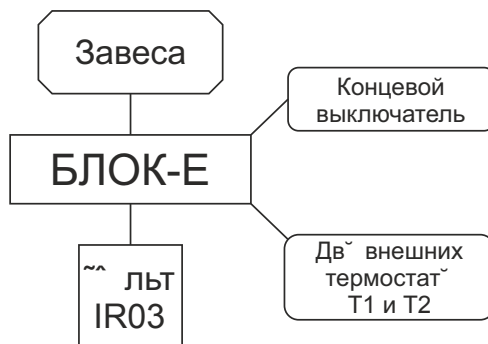 Завеса
Концевой
выключатель
БЛОК-Е
внешних
IR03
Т1 и Т2